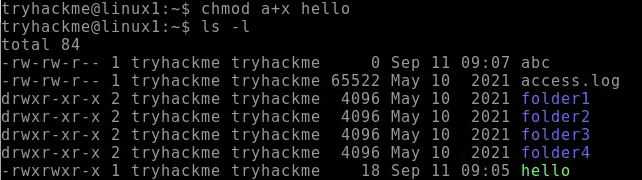 tryhackme@linux1:~$ chmod a+x hello
tryhackme@linux1:~$ ls -l
total 84
-rw-rw-r-- 1 tryhackme tryhackme     0 Sep 11 09:07 abc
-rw-rw-r-- 1 tryhackme tryhackme 65522 May 10  2021 access.log
drwxr-xr-x 2 tryhackme tryhackme  4096 May 10  2021 folder1
drwxr-xr-x 2 tryhackme tryhackme  4096 May 10  2021 folder2
drwxr-xr-x 2 tryhackme tryhackme  4096 May 10  2021 folder3
drwxr-xr-x 2 tryhackme tryhackme  4096 May 10  2021 folder4
-rwxrwxr-x 1 tryhackme tryhackme    18 Sep 11 09:05 hello